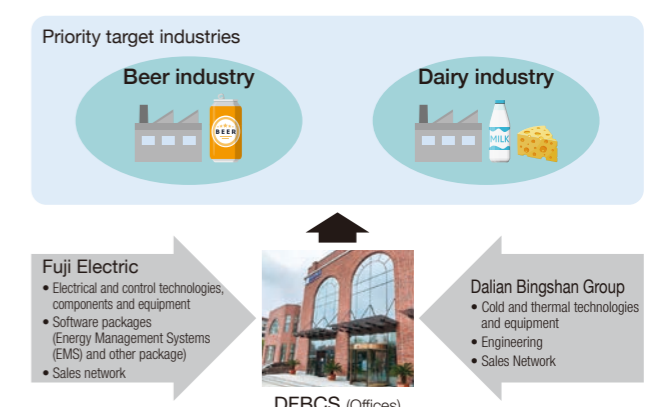 Priority target industries
Beer industry
Dairy industry
BEER
MILK
Fuji Electric
• Electrical and control technologies,
components and equipment
• Software packages
(Energy Management Systems
(EMS) and other package)
• Sales network
Dalian Bingshan Group
• Cold and thermal technologies
and equipment
• Engineering
• Sales Network
DFBCS (Offices)